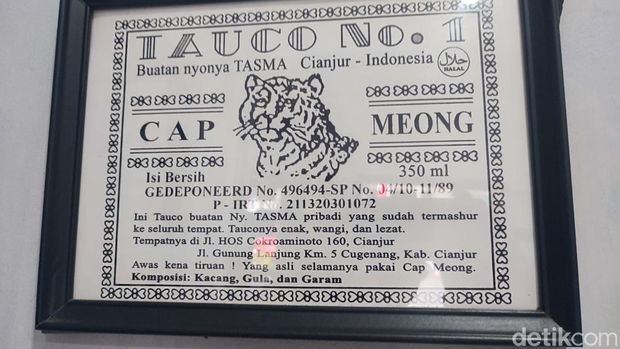 TAUCO No. 1
Buatan nyonya TASMA Cianjur - Indonesia
حلال
HALAL
CAP MEONG
Isi Bersih 350 ml
GEDEPONEERD No. 496494-SP No. 04/10-11/89
P - IRT No. 211320301072
Ini Tauco buatan Ny. TASMA pribadi yang sudah termashur
ke seluruh tempat. Tauconya enak, wangi, dan lezat.
Tempatnya di Jl. HOS Cokroaminoto 160, Cianjur
Jl. Gunung Lanjung Km. 5 Cugenang, Kab. Cianjur
Awas kena tiruan ! Yang asli selamanya pakai Cap Meong.
Komposisi: Kacang, Gula, dan Garam
detikcom